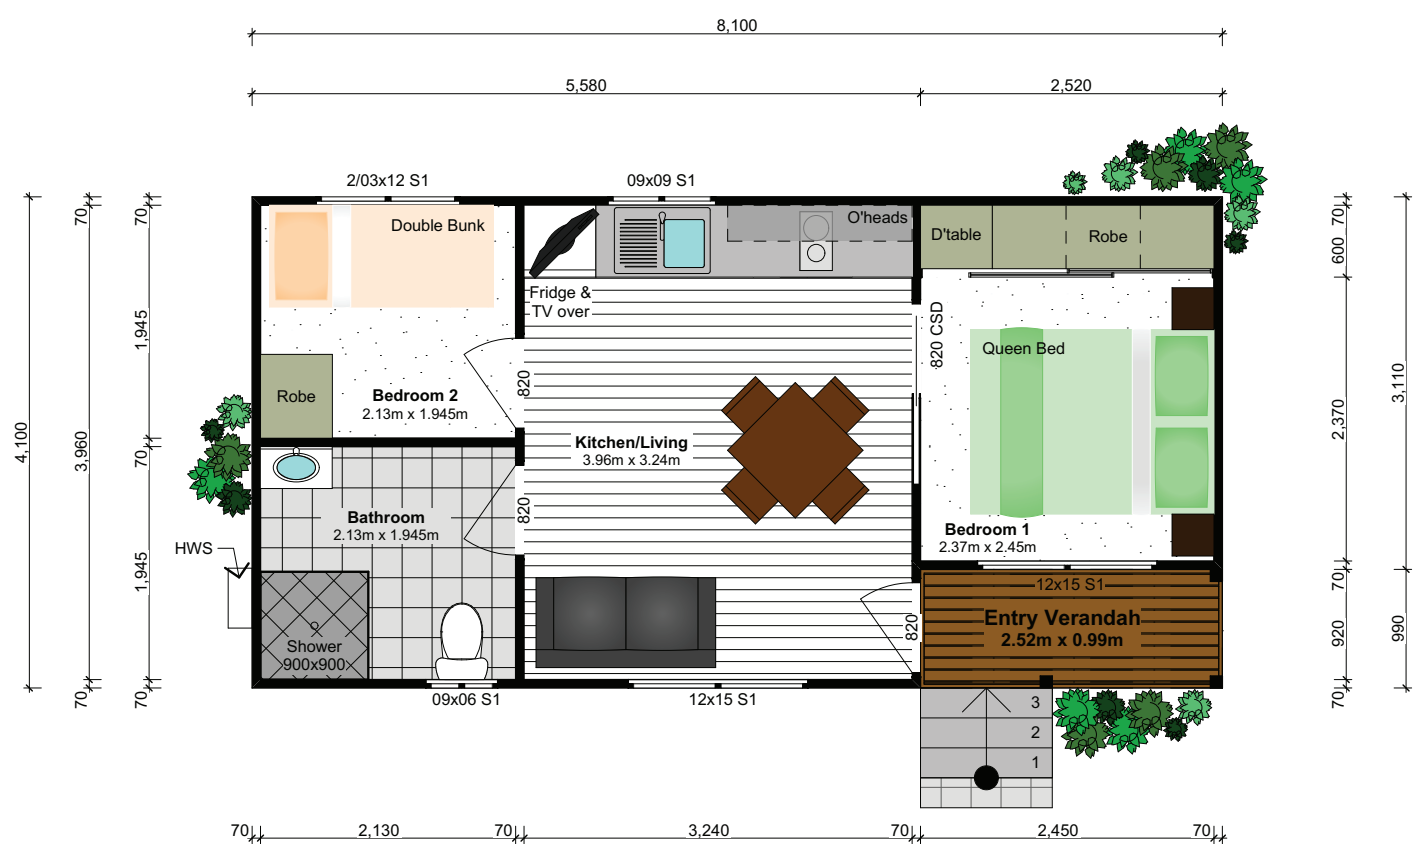 8,100
5,580
2,520
2/03x12 S1
09x09 S1
Double Bunk
O'heads
D'table
Robe
Fridge &
TV over
820 CSD
Queen Bed
820
Robe
Bedroom 2
2.13m x 1.945m
Kitchen/Living
3.96m x 3.24m
Bathroom
2.13m x 1.945m
820
Bedroom 1
2.37m x 2.45m
HWS
12x15 S1
Entry Verandah
2.52m x 0.99m
820
Shower
900x900
09x06 S1
12x15 S1
3
2
1
4,100
70
3,960
70
70
1,945
70
1,945
70
70
600
2,370
70
920
70
3,110
990
70
2,130
70
3,240
70
2,450
70